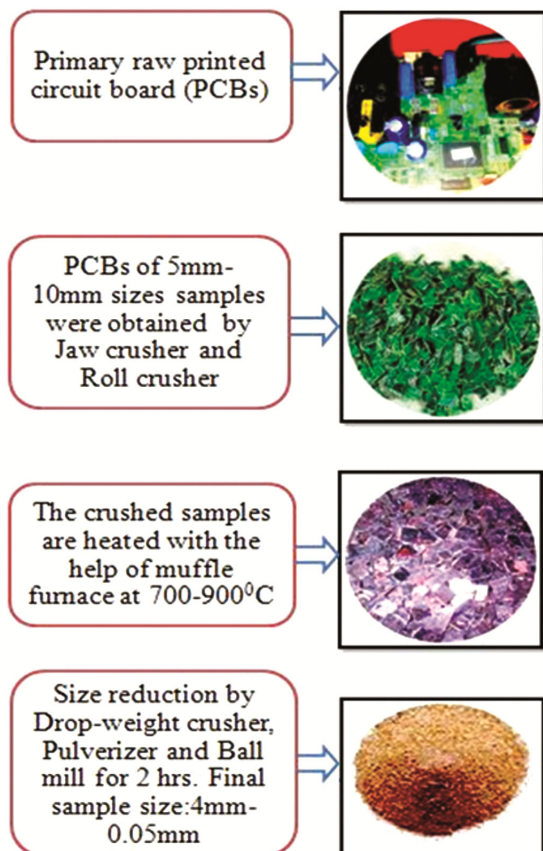 Primary raw printed
circuit board (PCBs)
PCBs of 5mm-
10mm sizes samples
were obtained by
Jaw crusher and
Roll crusher
The crushed samples
are heated with the
help of muffle
furnace at 700-900⁰C
Size reduction by
Drop-weight crusher,
Pulverizer and Ball
mill for 2 hrs. Final
sample size:4mm-
0.05mm